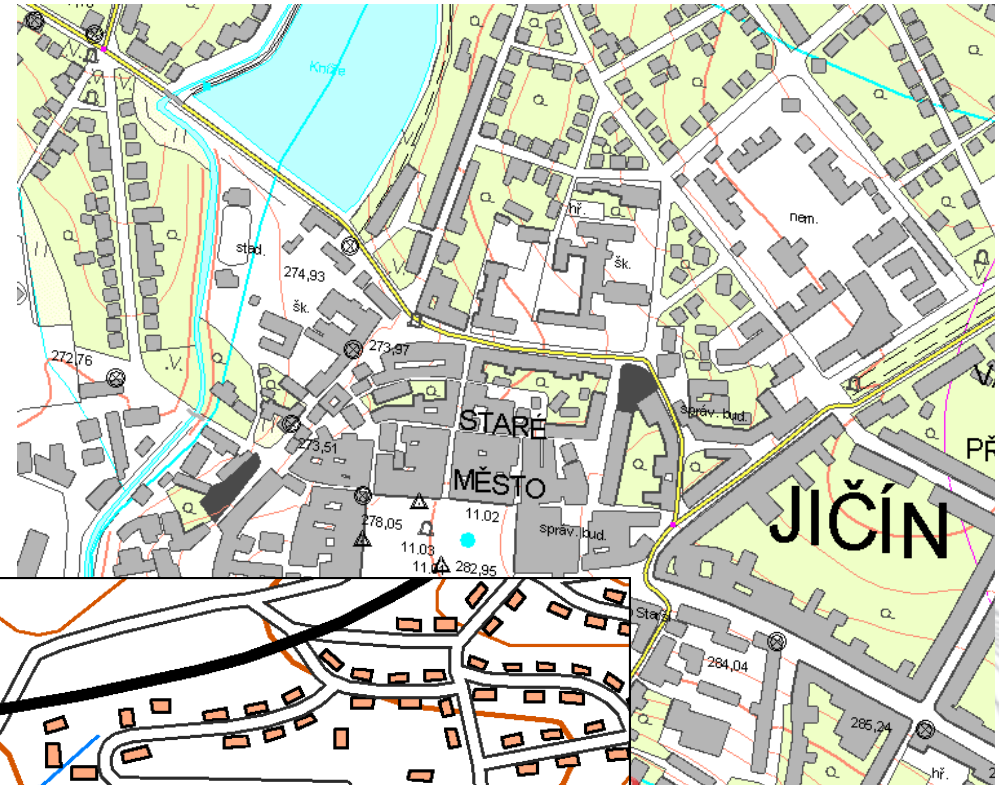 Kníže
hř.
nem.
stad.
šk.
274,93
šk.
273,97
272,76
STARÉ
správ. bud.
273,51
MĚSTO
PŘ
JIČÍN
278,05
11.02
správ. bud.
11.03
282,95
284,04
285,24
hř.